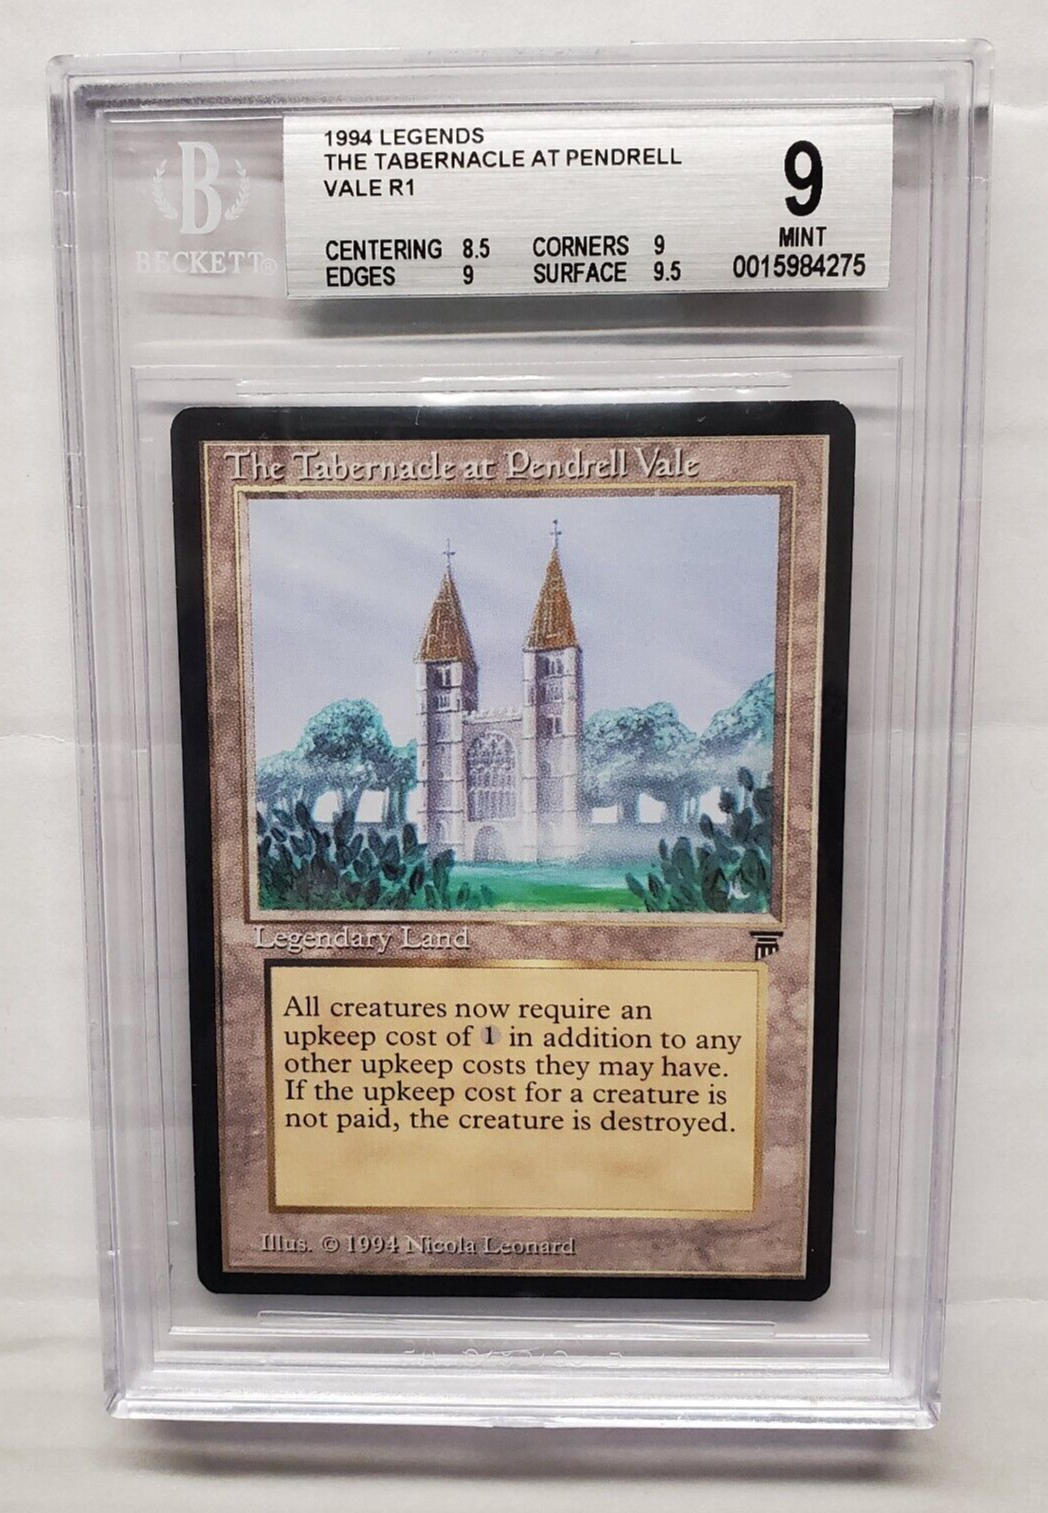 1994 LEGENDS
THE TABERNACLE AT PENDRELL
VALE R1
9
MINT
0015984275
CENTERING 8.5 CORNERS 9
EDGES 9 SURFACE 9.5
B
BECKETT®
The Tabernacle at Pendrell Vale
Legendary Land
All creatures now require an
upkeep cost of 1 in addition to any
other upkeep costs they may have.
If the upkeep cost for a creature is
not paid, the creature is destroyed.
Illus. © 1994 Nicola Leonard